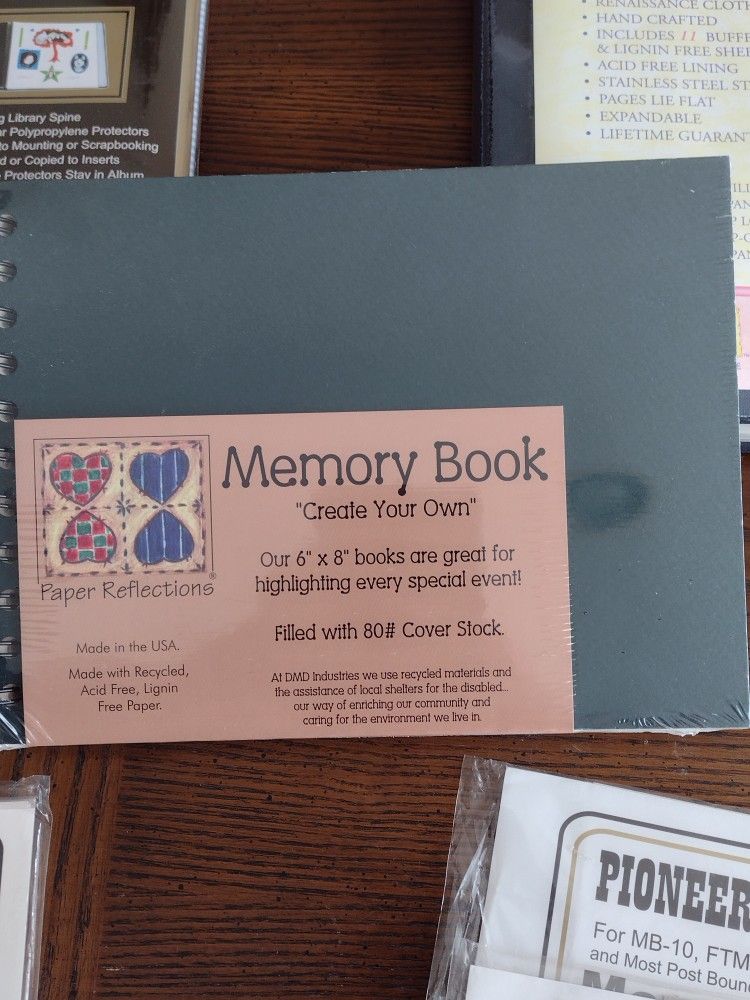 g Library Spine
r Polypropylene Protectors
to Mounting or Scrapbooking
d or Copied to Inserts
Protectors Stay in Album
RENAISSANCE CLOTH
• HAND CRAFTED
• INCLUDES 11 BUFFE
& LIGNIN FREE SHE
• ACID FREE LINING
• STAINLESS STEEL ST
• PAGES LIE FLAT
• EXPANDABLE
• LIFETIME GUARAN
Memory Book
"Create Your Own"
Our 6" x 8" books are great for
highlighting every special event!
Filled with 80# Cover Stock.
At DMD Industries we use recycled materials and
the assistance of local shelters for the disabled...
our way of enriching our community and
caring for the environment we live in.
Paper Reflections®
Made in the USA.
Made with Recycled,
Acid Free, Lignin
Free Paper.
PIONEER
For MB-10, FTM
and Most Post Boun